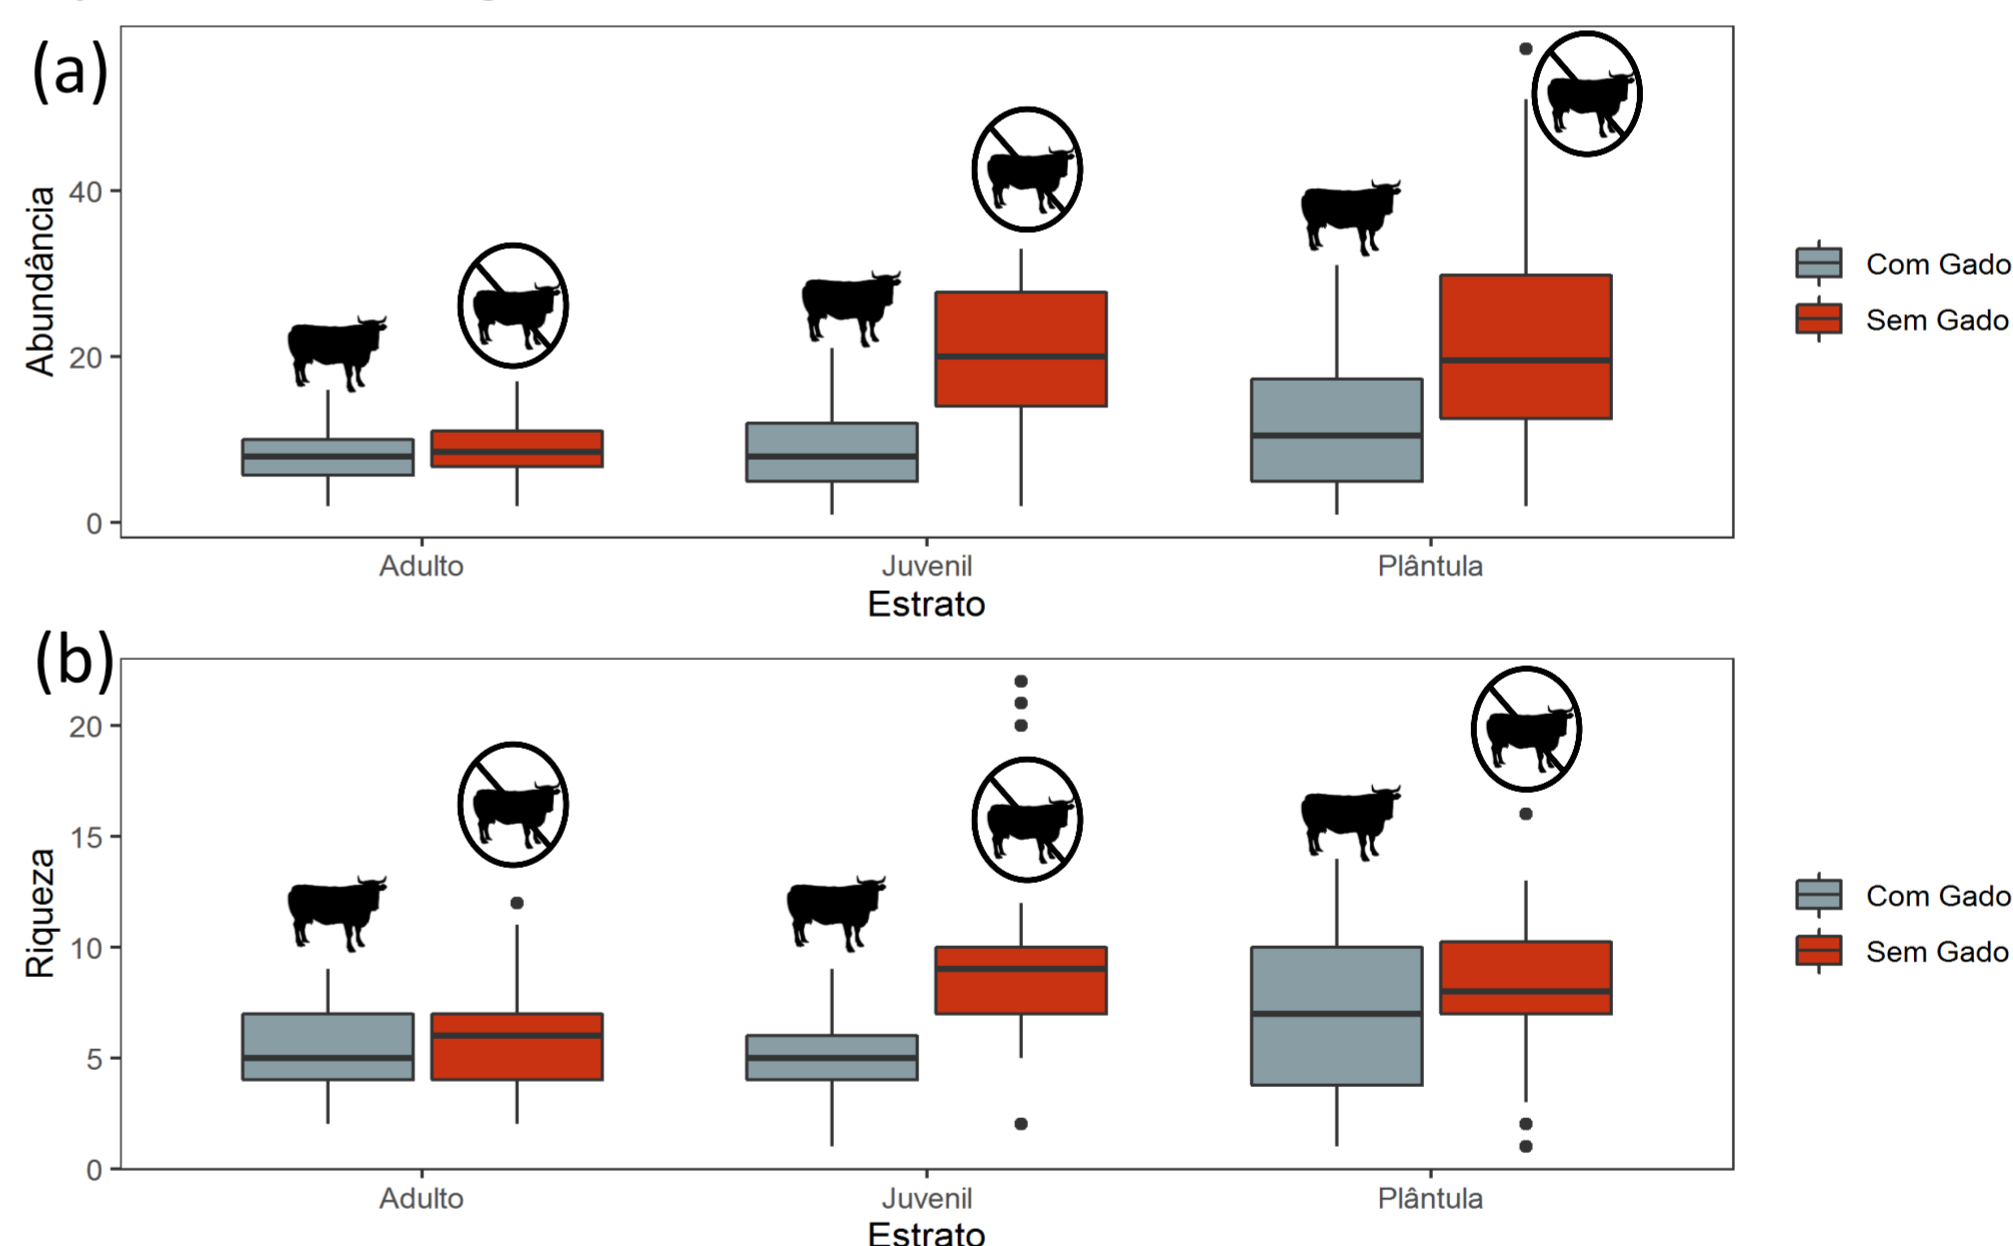 (a)
Abundância
40
20
0
Adulto
Juvenil
Plântula
Estrato
Com Gado
Sem Gado
(b)
Riqueza
20
15
10
5
0
Adulto
Juvenil
Plântula
Estrato
Com Gado
Sem Gado